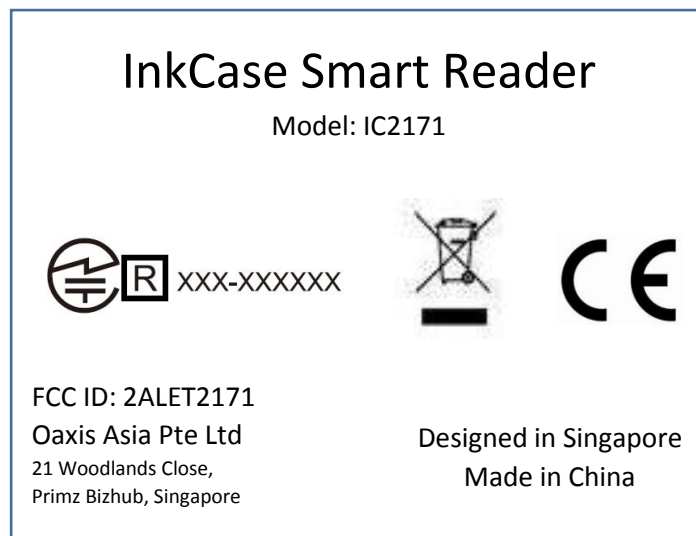 InkCase Smart Reader
Model: IC2171
R XXX-XXXXXX
CE
FCC ID: 2ALET2171
Oaxis Asia Pte Ltd
21 Woodlands Close,
Primz Bizhub, Singapore
Designed in Singapore
Made in China